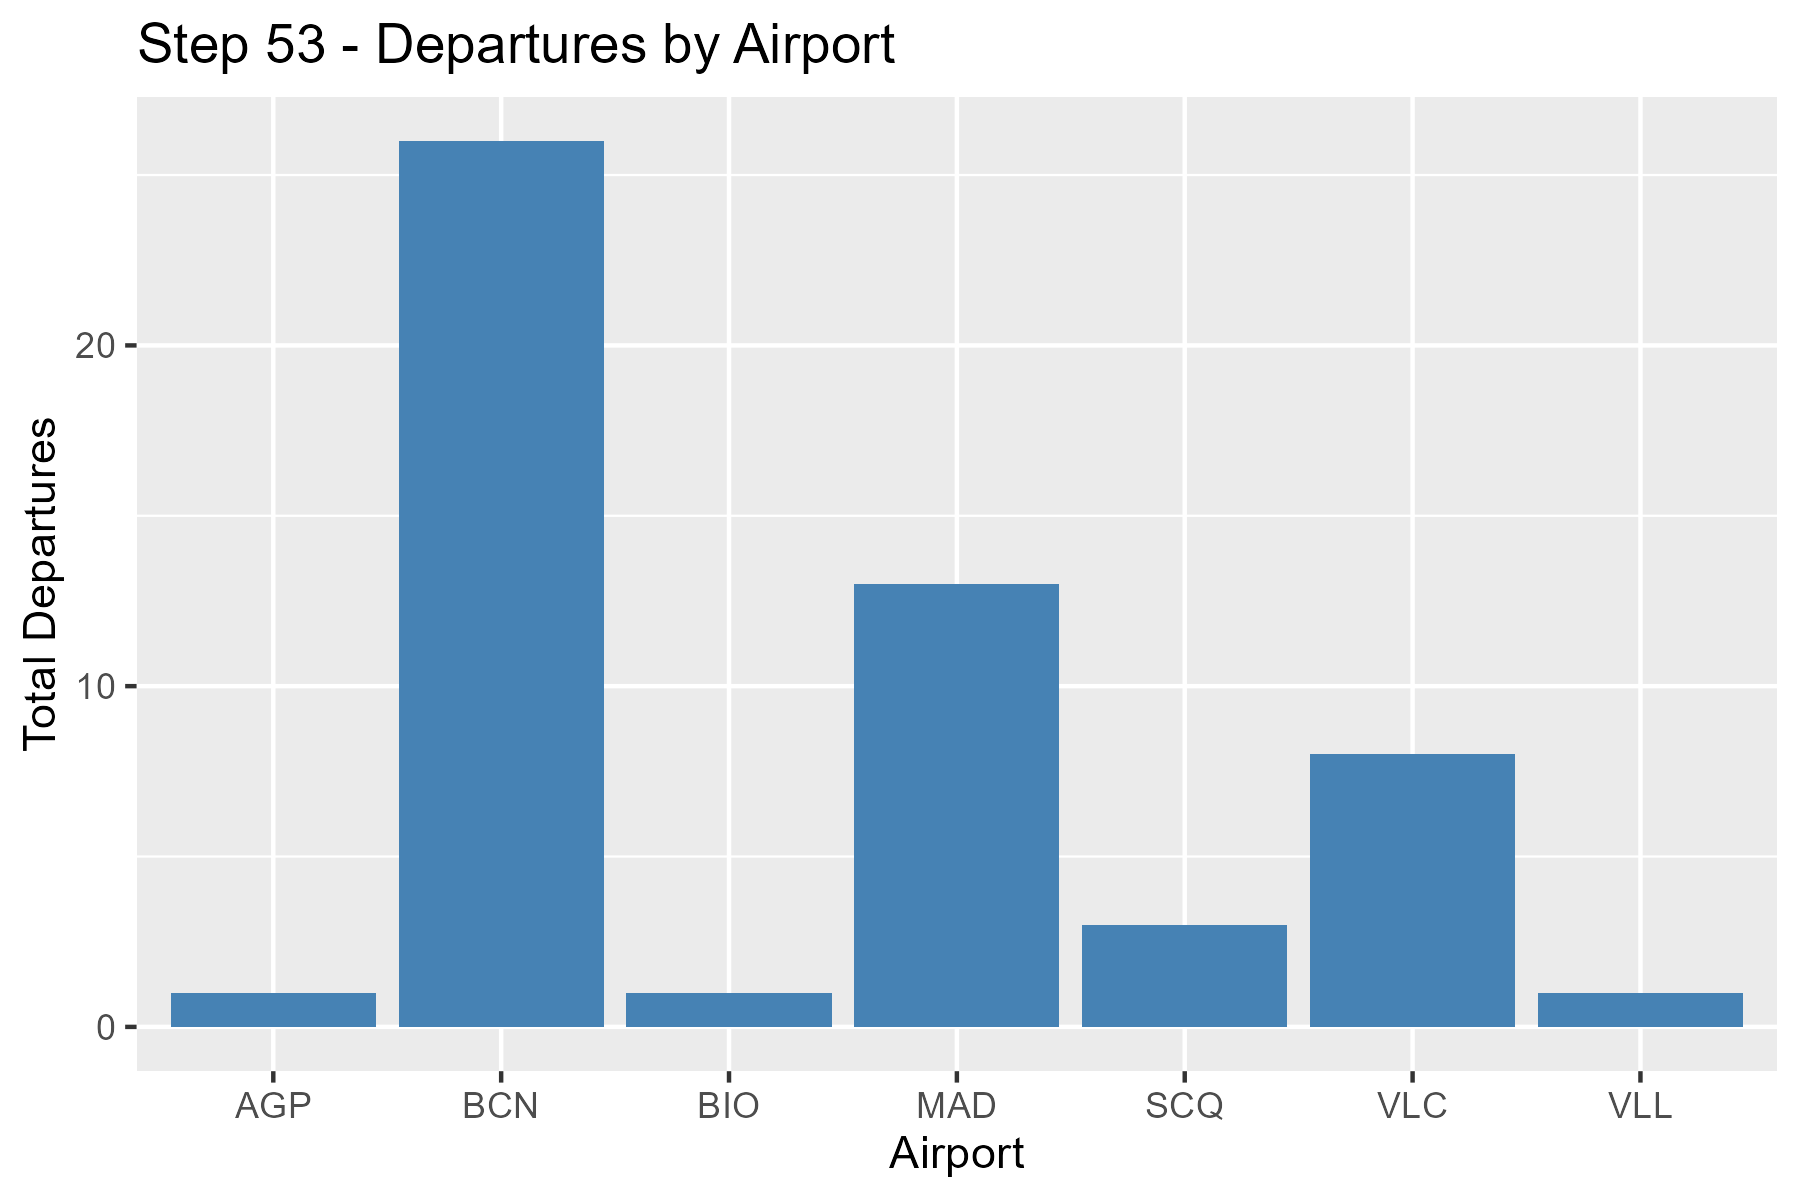 Step 53 - Departures by Airport
Total Departures
20
10
0
AGP BCN BIO MAD SCQ VLC VLL
Airport